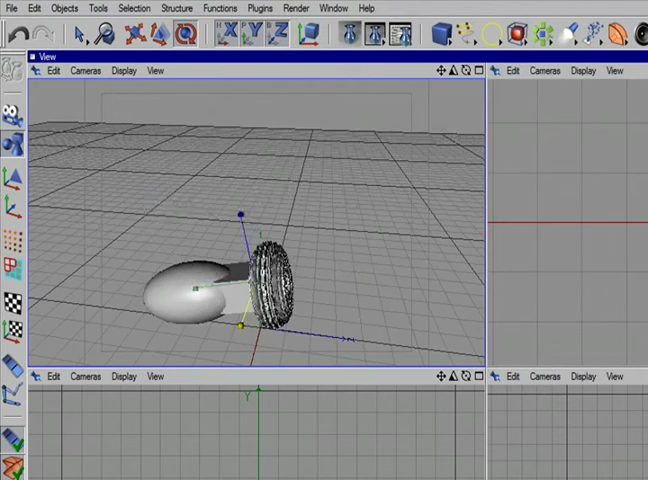 File Edit Objects Tools Selection Structure Functions Plugins Render Window Help
X Y Z
View
Edit Cameras Display View
Edit Cameras Display View
Edit Cameras Display View
Edit Cameras Display View
Y